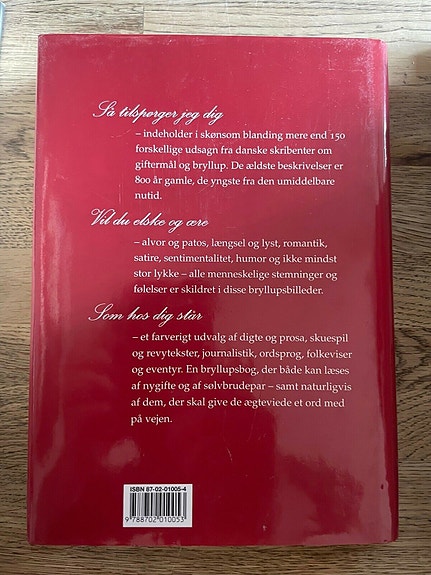 Så tilspørger jeg dig
– indeholder i skønsom blanding mere end 150
forskellige udsagn fra danske skribenter om
giftermål og bryllup. De ældste beskrivelser er
800 år gamle, de yngste fra den umiddelbare
nutid.
Vil du elske og ære
– alvor og patos, længsel og lyst, romantik,
satire, sentimentalitet, humor og ikke mindst
stor lykke – alle menneskelige stemninger og
følelser er skildret i disse bryllupsbilleder.
Som hos dig står
– et farverigt udvalg af digte og prosa, skuespil
og revytekster, journalistik, ordsprog, folkeviser
og eventyr. En bryllupsbog, der både kan læses
af nygifte og af sølvbrudepar – samt naturligvis
af dem, der skal give de ægteviede et ord med
på vejen.
ISBN 87-02-01005-4
9 788702 010053